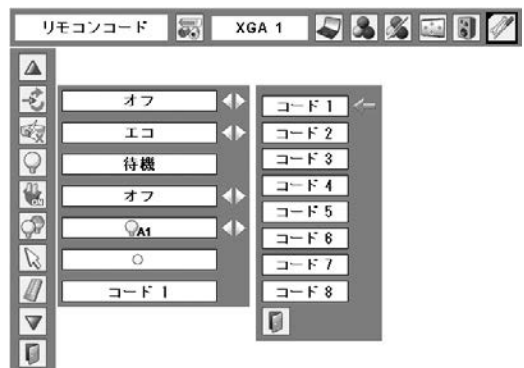 リモコンコード
XGA 1
オフ
エコ
待機
オフ
A1
コード 1
コード 1
コード 2
コード 3
コード 4
コード 5
コード 6
コード 7
コード 8
ON